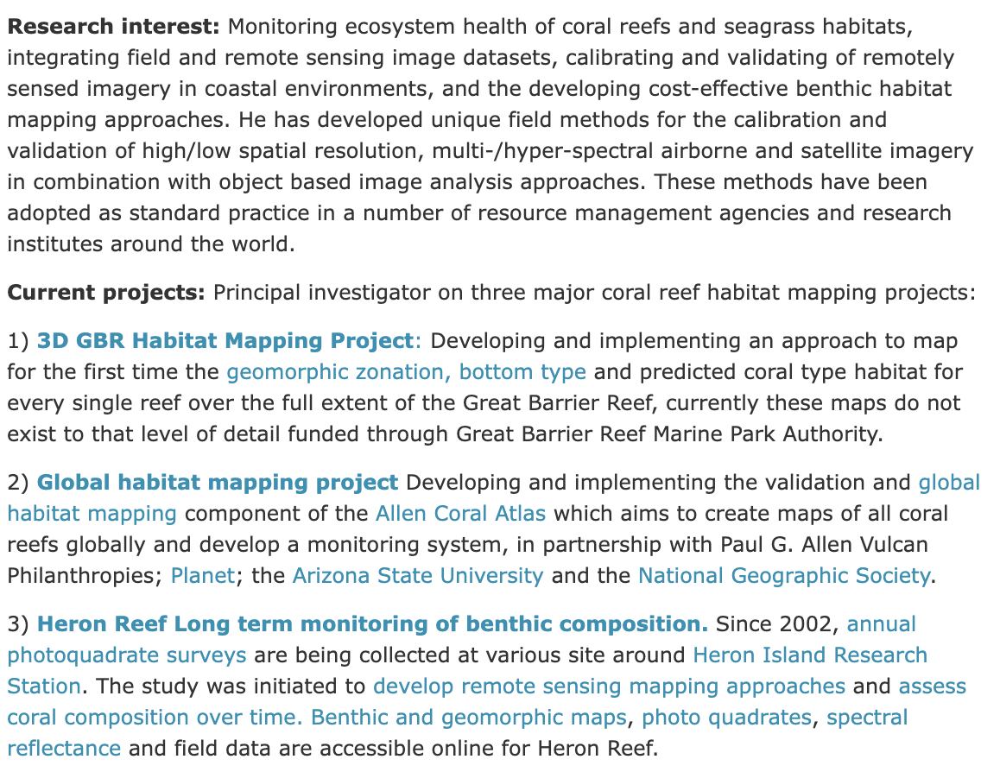 Research interest: Monitoring ecosystem health of coral reefs and seagrass habitats,
integrating field and remote sensing image datasets, calibrating and validating of remotely
sensed imagery in coastal environments, and the developing cost-effective benthic habitat
mapping approaches. He has developed unique field methods for the calibration and
validation of high/low spatial resolution, multi-/hyper-spectral airborne and satellite imagery
in combination with object based image analysis approaches. These methods have been
adopted as standard practice in a number of resource management agencies and research
institutes around the world.
Current projects: Principal investigator on three major coral reef habitat mapping projects:
1) 3D GBR Habitat Mapping Project: Developing and implementing an approach to map
for the first time the geomorphic zonation, bottom type and predicted coral type habitat for
every single reef over the full extent of the Great Barrier Reef, currently these maps do not
exist to that level of detail funded through Great Barrier Reef Marine Park Authority.
2) Global habitat mapping project Developing and implementing the validation and global
habitat mapping component of the Allen Coral Atlas which aims to create maps of all coral
reefs globally and develop a monitoring system, in partnership with Paul G. Allen Vulcan
Philanthropies; Planet; the Arizona State University and the National Geographic Society.
3) Heron Reef Long term monitoring of benthic composition. Since 2002, annual
photoquadrate surveys are being collected at various site around Heron Island Research
Station. The study was initiated to develop remote sensing mapping approaches and assess
coral composition over time. Benthic and geomorphic maps, photo quadrates, spectral
reflectance and field data are accessible online for Heron Reef.